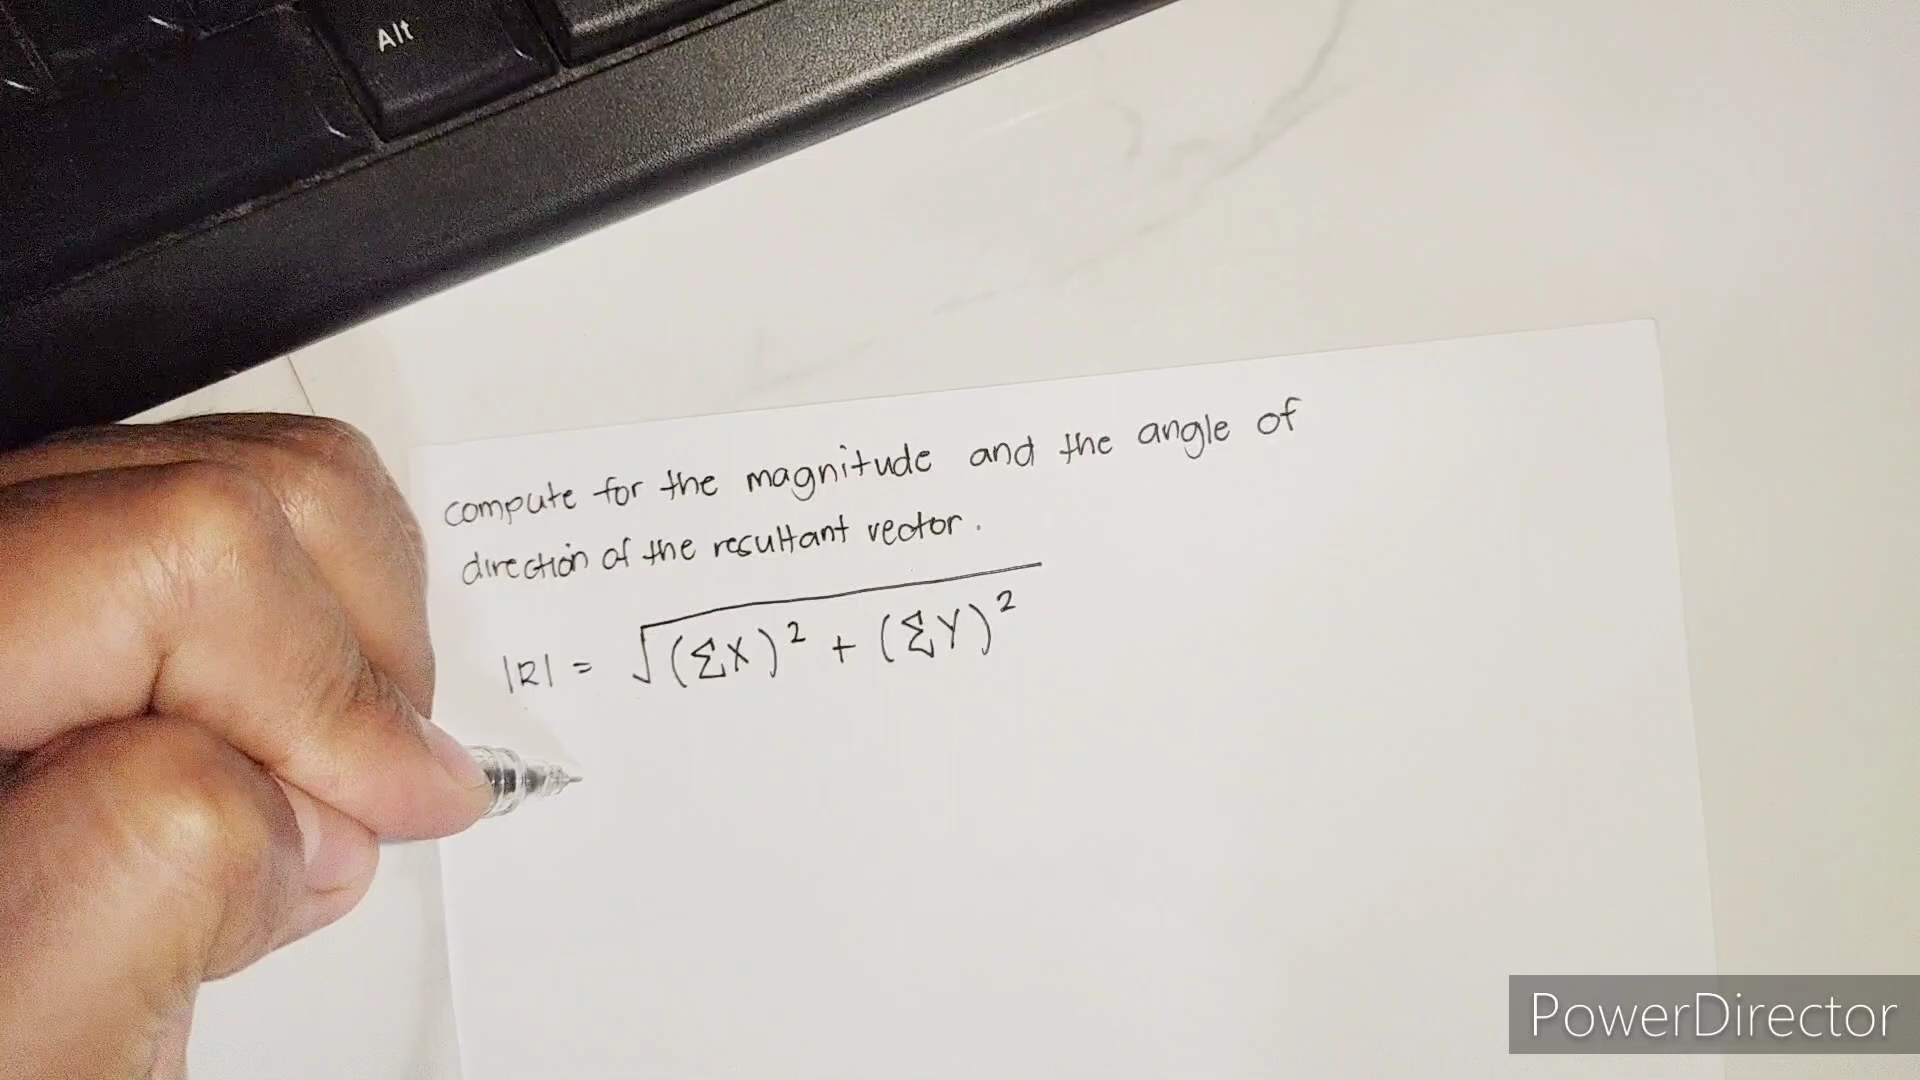 Alt
compute for the magnitude and the angle of
direction of the resultant vector.
|R| = √(ΣX)² + (ΣY)²
PowerDirector